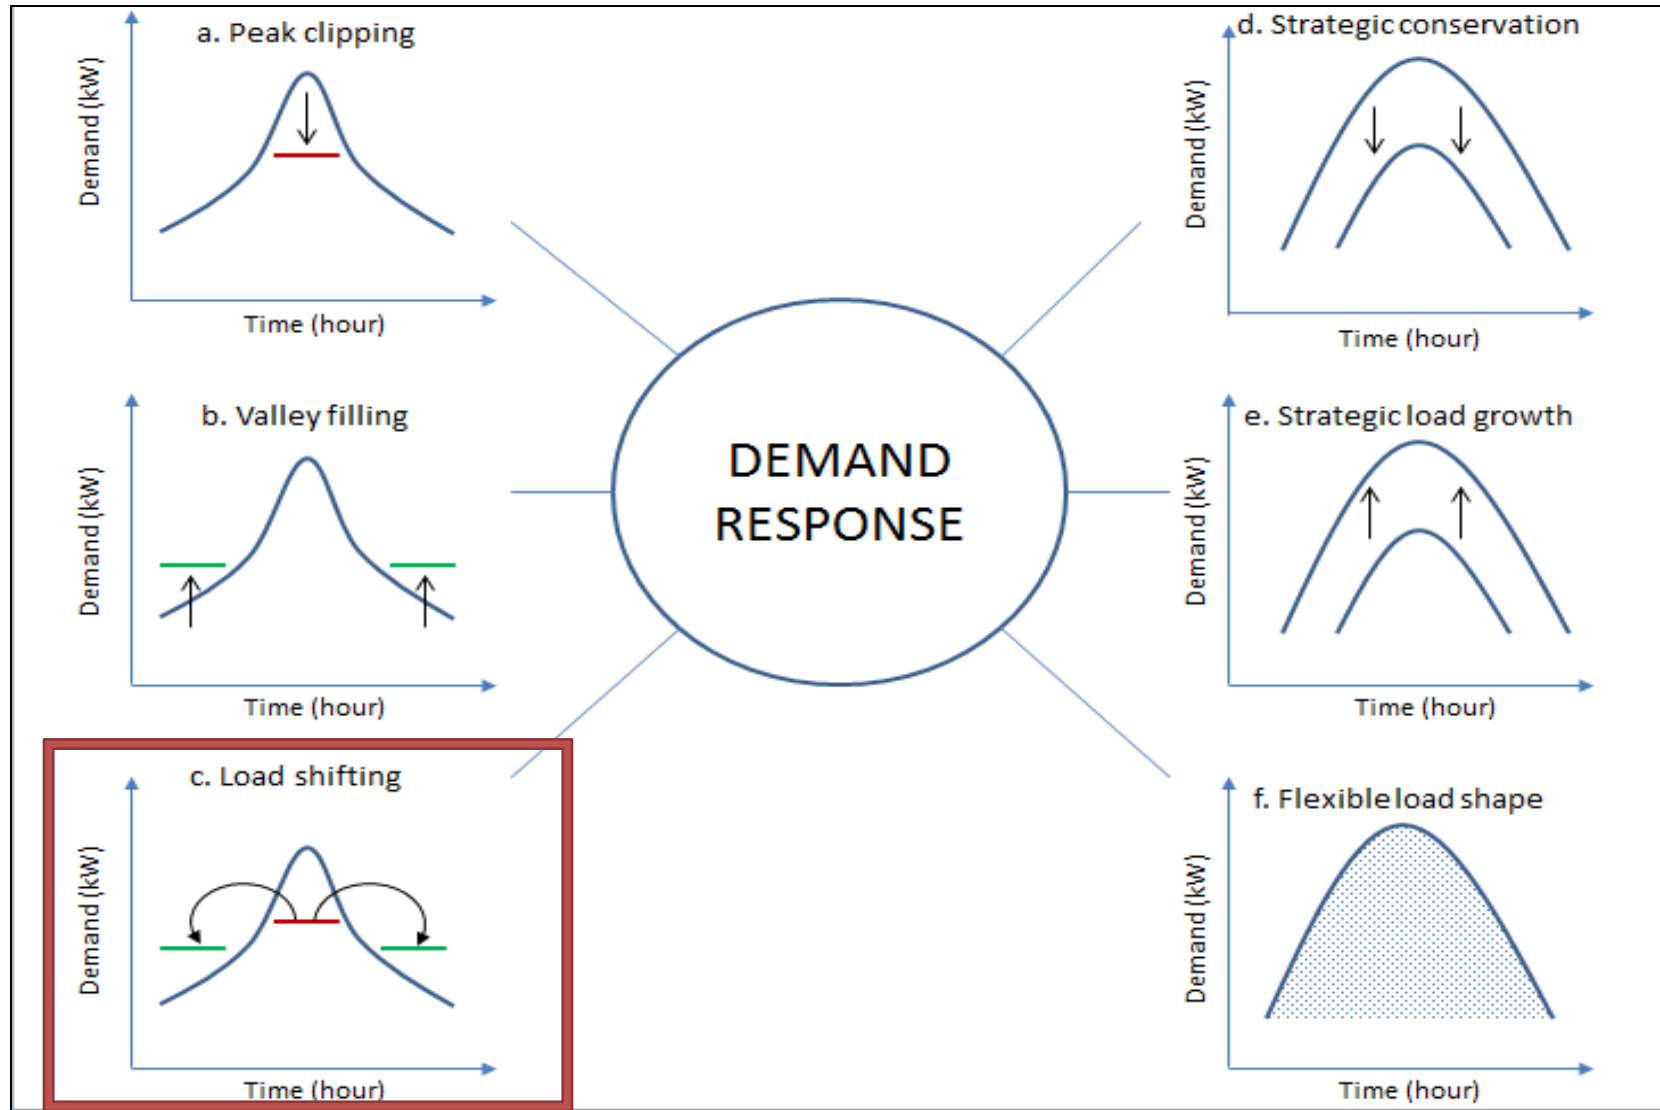 a. Peak clipping
Demand (kW)
Time (hour)
b. Valley filling
Demand (kW)
Time (hour)
c. Load shifting
Demand (kW)
Time (hour)
DEMAND
RESPONSE
d. Strategic conservation
Demand (kW)
Time (hour)
e. Strategic load growth
Demand (kW)
Time (hour)
f. Flexible load shape
Demand (kW)
Time (hour)